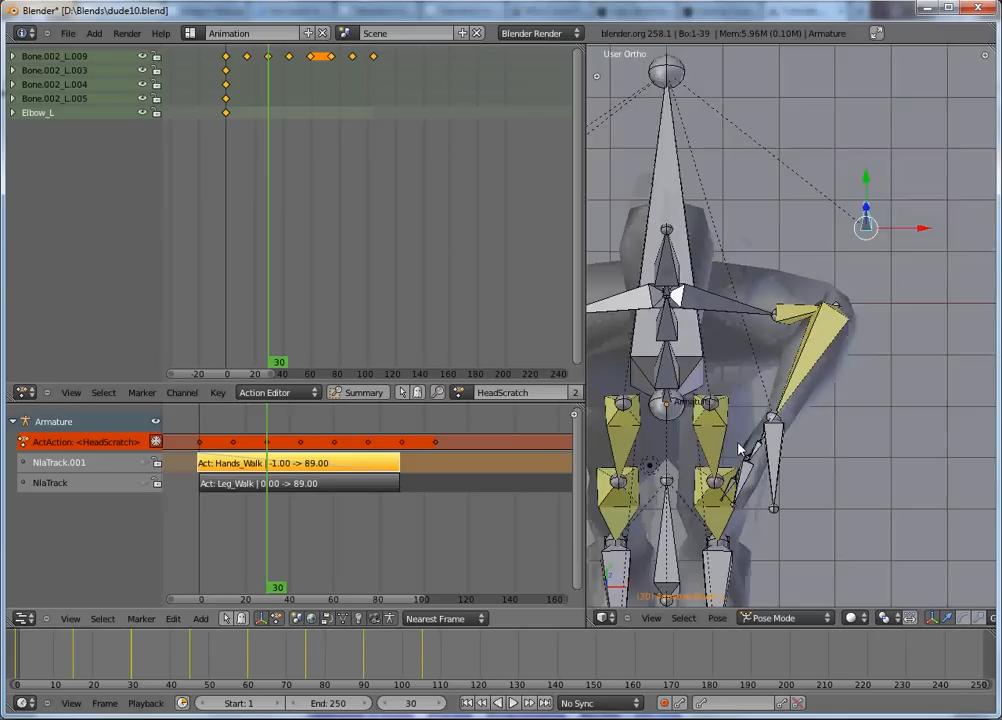 Blender* [D:\Blends\dude10.blend]
File Add Render Help Animation Scene Blender Render blender.org 258.1 | Bo:1-39 | Mem:5.96M (0.10M) | Armature
Bone.002_L.009
Bone.002_L.003
Bone.002_L.004
Bone.002_L.005
Elbow_L
User Ortho
Armature
30
-20 0 20 40 60 80 100 120 140 160 180 200 220 240
View Select Marker Channel Key Action Editor Summary HeadScratch 2
Armature
ActAction: <HeadScratch>
NlaTrack.001 Act: Hands_Walk | -1.00 -> 89.00
NlaTrack Act: Leg_Walk | 0.00 -> 89.00
30
0 20 40 60 80 100 120 140 160
View Select Marker Edit Add Nearest Frame
View Select Pose Pose Mode
0 10 20 30 40 50 60 70 80 90 100 110 120 130 140 150 160 170 180 190 200 210 220 230 240 250
View Frame Playback Start: 1 End: 250 30 No Sync